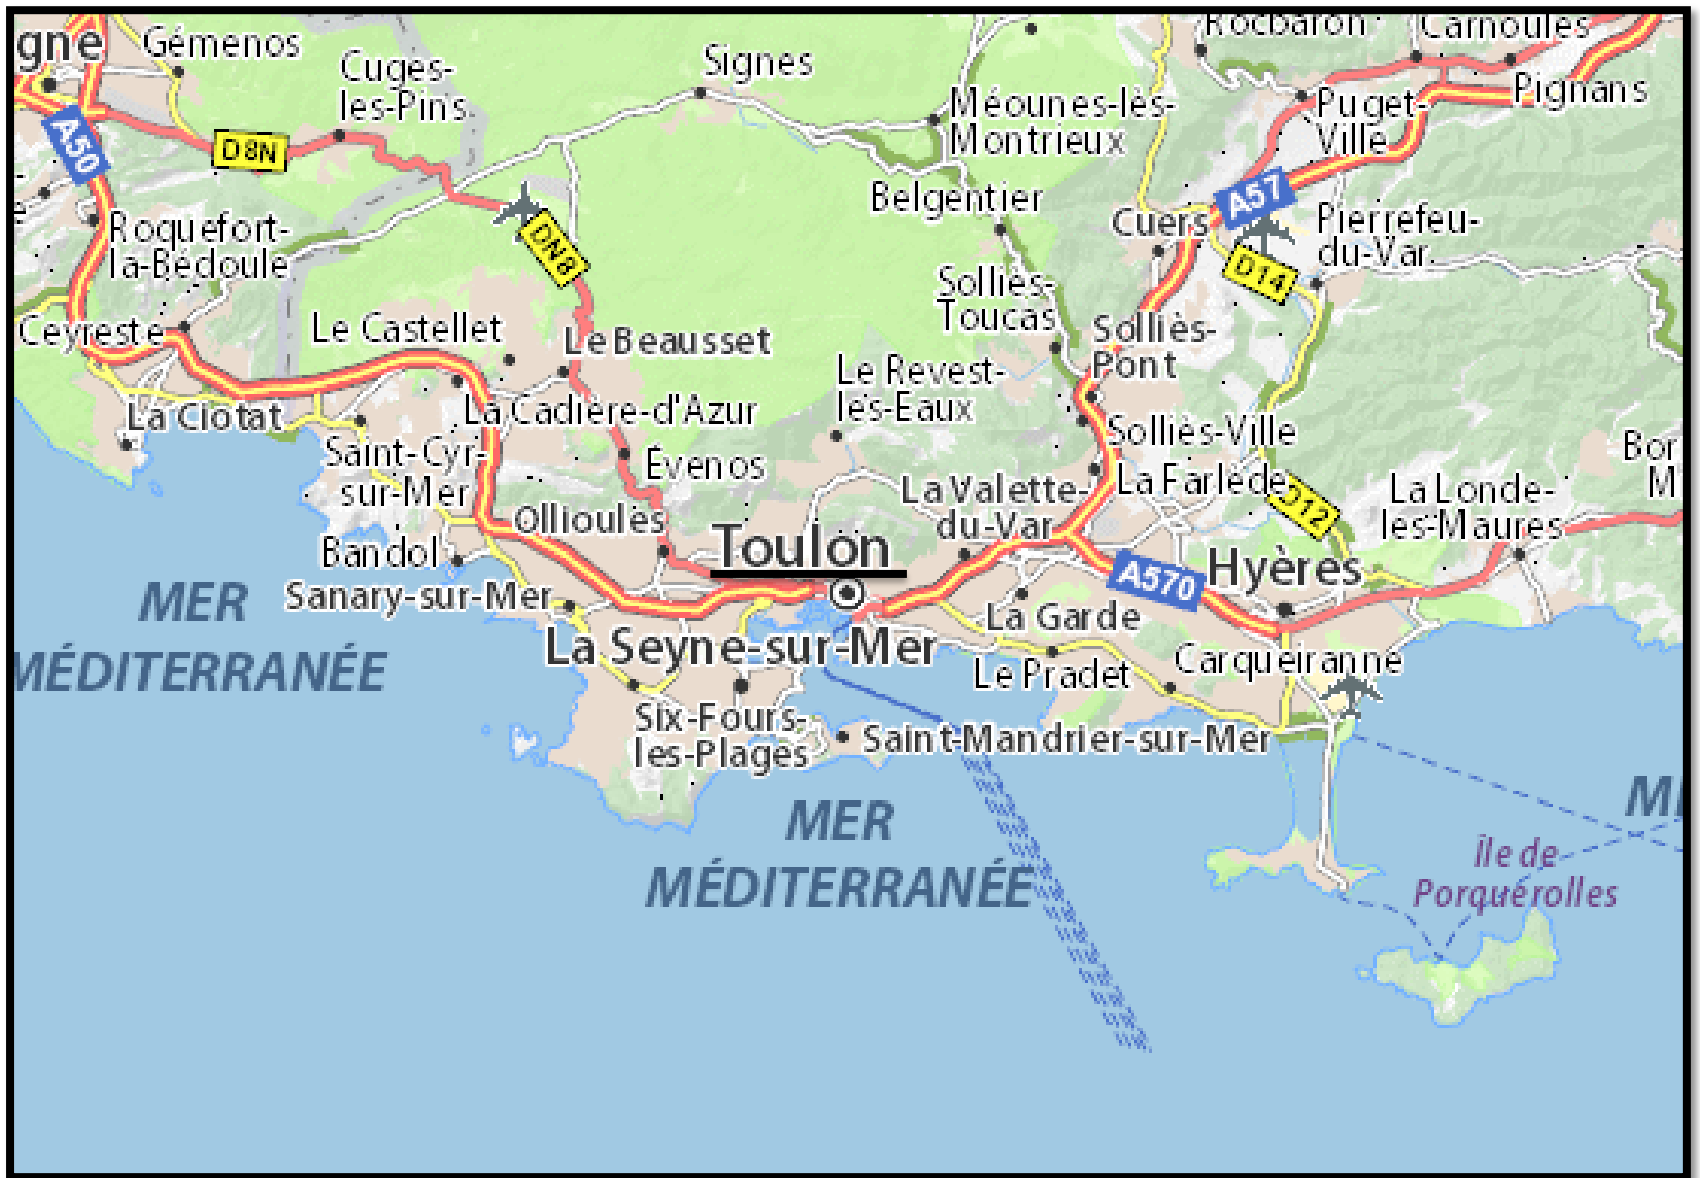 gne
Gémenos
Cuges-
les-Pins
Signes
Rocbaron
Carnoules
Pignans
Puget-
Ville
Méounes-lès-
Montrieux
A50
D8N
A57
Belgentier
Cuers
Pierrefeu-
du-Var
D14
DN8
Roquefort-
la-Bédoule
Solliès-
Toucas
Ceyreste
Le Castellet
Le Beausset
Solliès-
Pont
Le Revest-
les-Eaux
La Ciotat
La Cadière-d'Azur
Solliès-Ville
Saint-Cyr-
sur-Mer
Évenos
La Valette-
du-Var
La Farlède
D12
La Londe-
les-Maures
Bor
M
Ollioules
Toulon
Bandol
A570
Hyères
Sanary-sur-Mer
MER
MÉDITERRANÉE
La Garde
La Seyne-sur-Mer
Le Pradet
Carqueiranne
Six-Fours-
les-Plages
Saint-Mandrier-sur-Mer
MER
MÉDITERRANÉE
Île de
Porquerolles